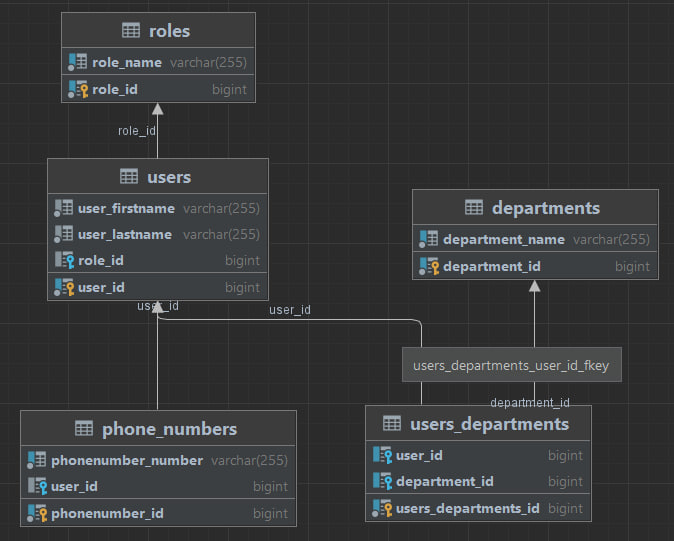 roles
role_name varchar(255)
role_id bigint
role_id
users
user_firstname varchar(255)
user_lastname varchar(255)
role_id bigint
user_id bigint
departments
department_name varchar(255)
department_id bigint
user_id
user_id
users_departments_user_id_fkey
department_id
phone_numbers
phonenumber_number varchar(255)
user_id bigint
phonenumber_id bigint
users_departments
user_id bigint
department_id bigint
users_departments_id bigint